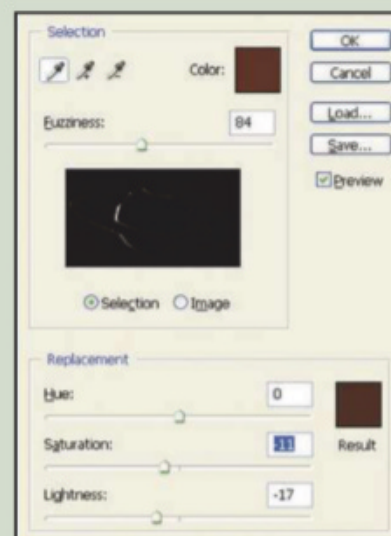 Selection
Color:
Fuzziness: 84
Selection Image
OK
Cancel
Load...
Save...
Preview
Replacement
Hue: 0
Saturation: -11
Lightness: -17
Result